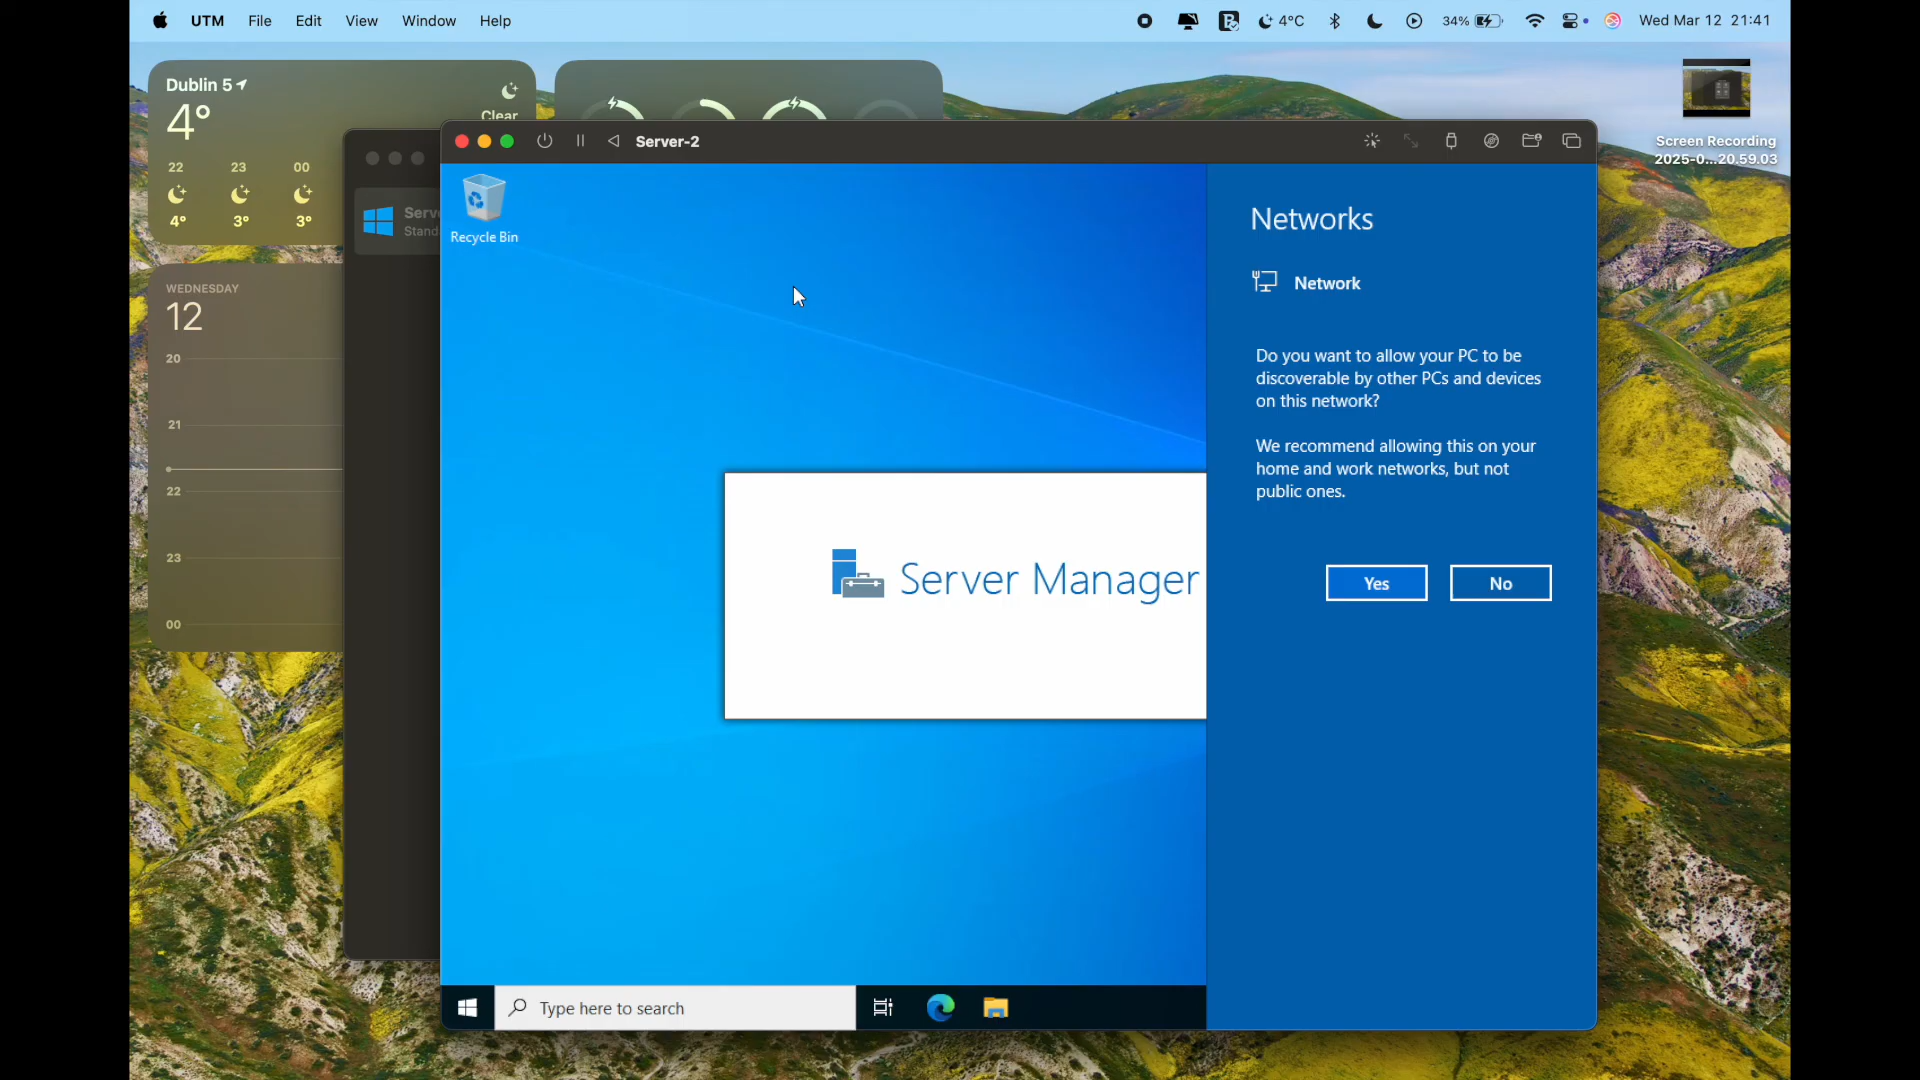 UTM File Edit View Window Help
4°C
34%
Wed Mar 12 21:41
Dublin 5
4°
Clear
22 23 00
4° 3° 3°
WEDNESDAY
12
20
21
22
23
00
Serv
Stand
Server-2
Screen Recording
2025-0...20.59.03
Recycle Bin
Networks
Network
Do you want to allow your PC to be
discoverable by other PCs and devices
on this network?
We recommend allowing this on your
home and work networks, but not
public ones.
Yes No
Server Manager
Type here to search